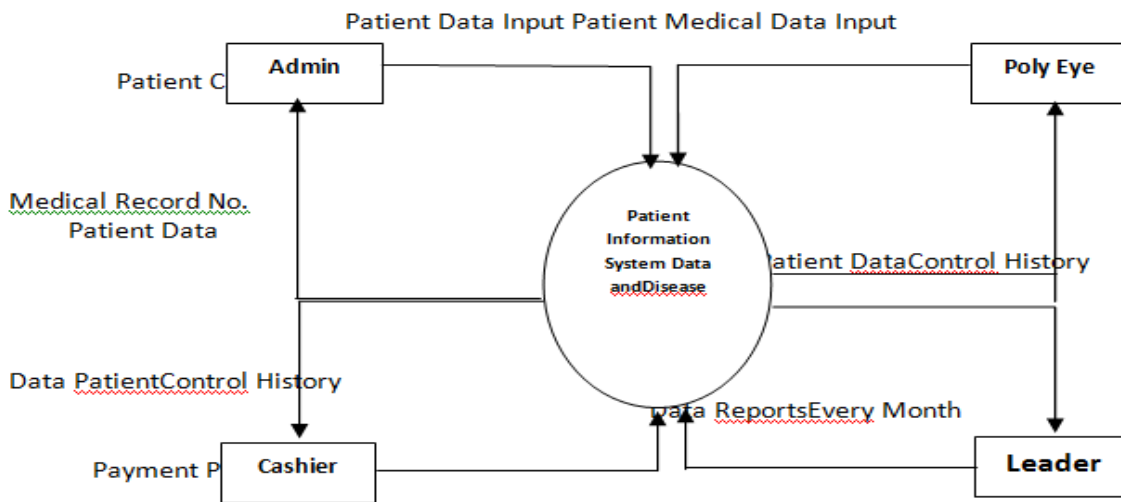 Patient Data Input Patient Medical Data Input
Admin
Poly Eye
Patient C
Medical Record No.
Patient Data
Patient
Information
System Data
andDisease
Patient DataControl History
Data PatientControl History
Data ReportsEvery Month
Payment P
Cashier
Leader